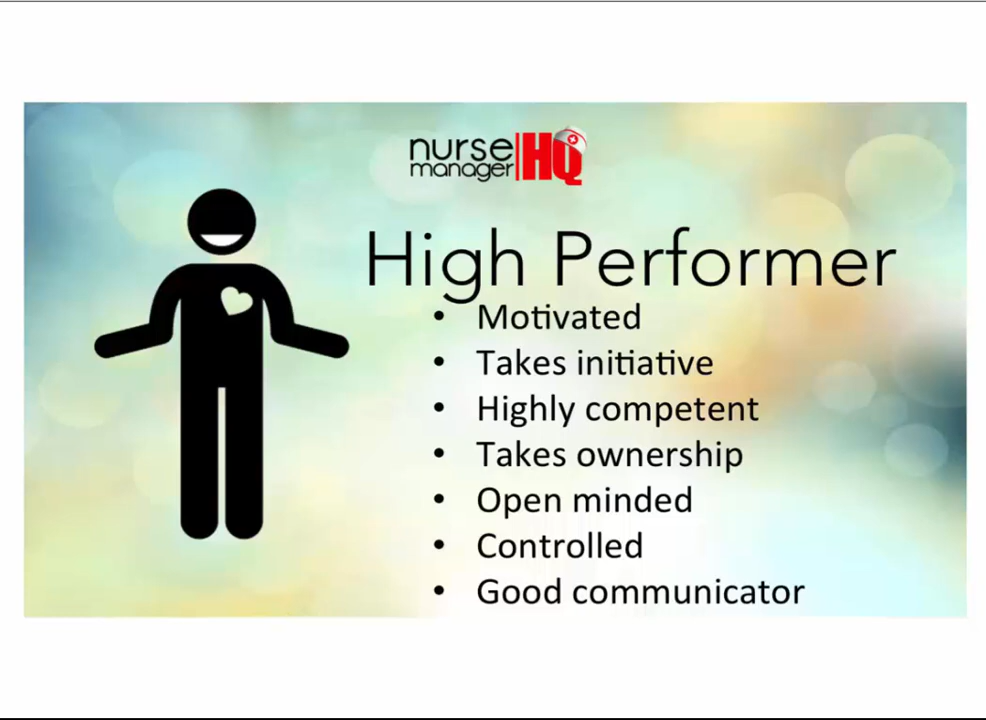 nurse
manager|HQ
High Performer
• Motivated
• Takes initiative
• Highly competent
• Takes ownership
• Open minded
• Controlled
• Good communicator